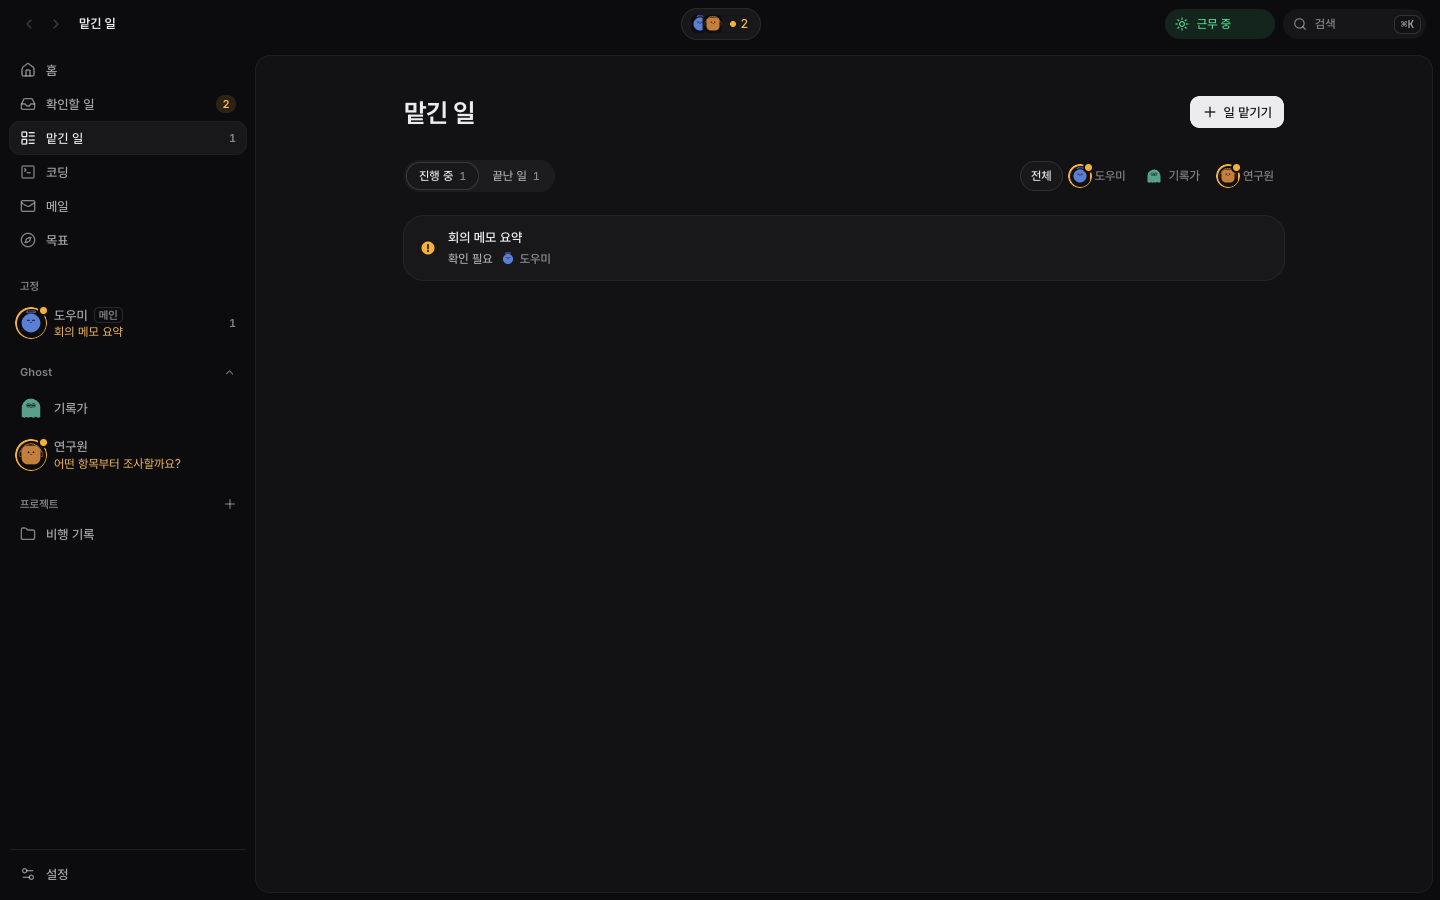 맡긴 일
2
근무 중
검색
⌘K
홈
확인할 일
2
맡긴 일
1
코딩
메일
목표
고정
도우미
메인
회의 메모 요약
1
Ghost
기록가
연구원
어떤 항목부터 조사할까요?
프로젝트
비행 기록
설정
맡긴 일
일 맡기기
진행 중 1
끝난 일 1
전체
도우미
기록가
연구원
회의 메모 요약
확인 필요 도우미